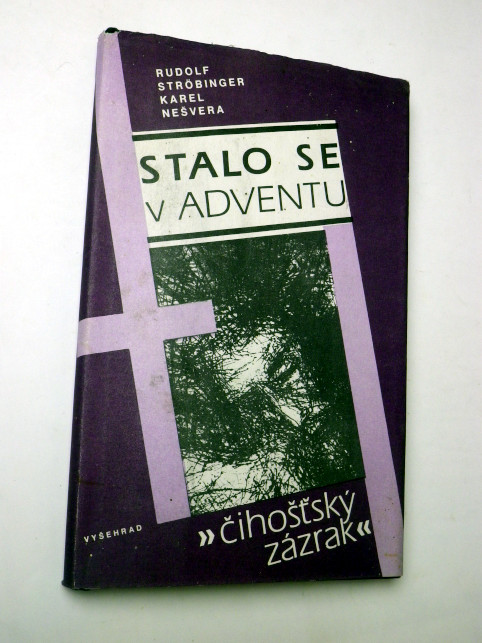 RUDOLF
STRÖBINGER
KAREL
NEŠVERA
STALO SE
V ADVENTU
»čihošťský
zázrak«
VYŠEHRAD